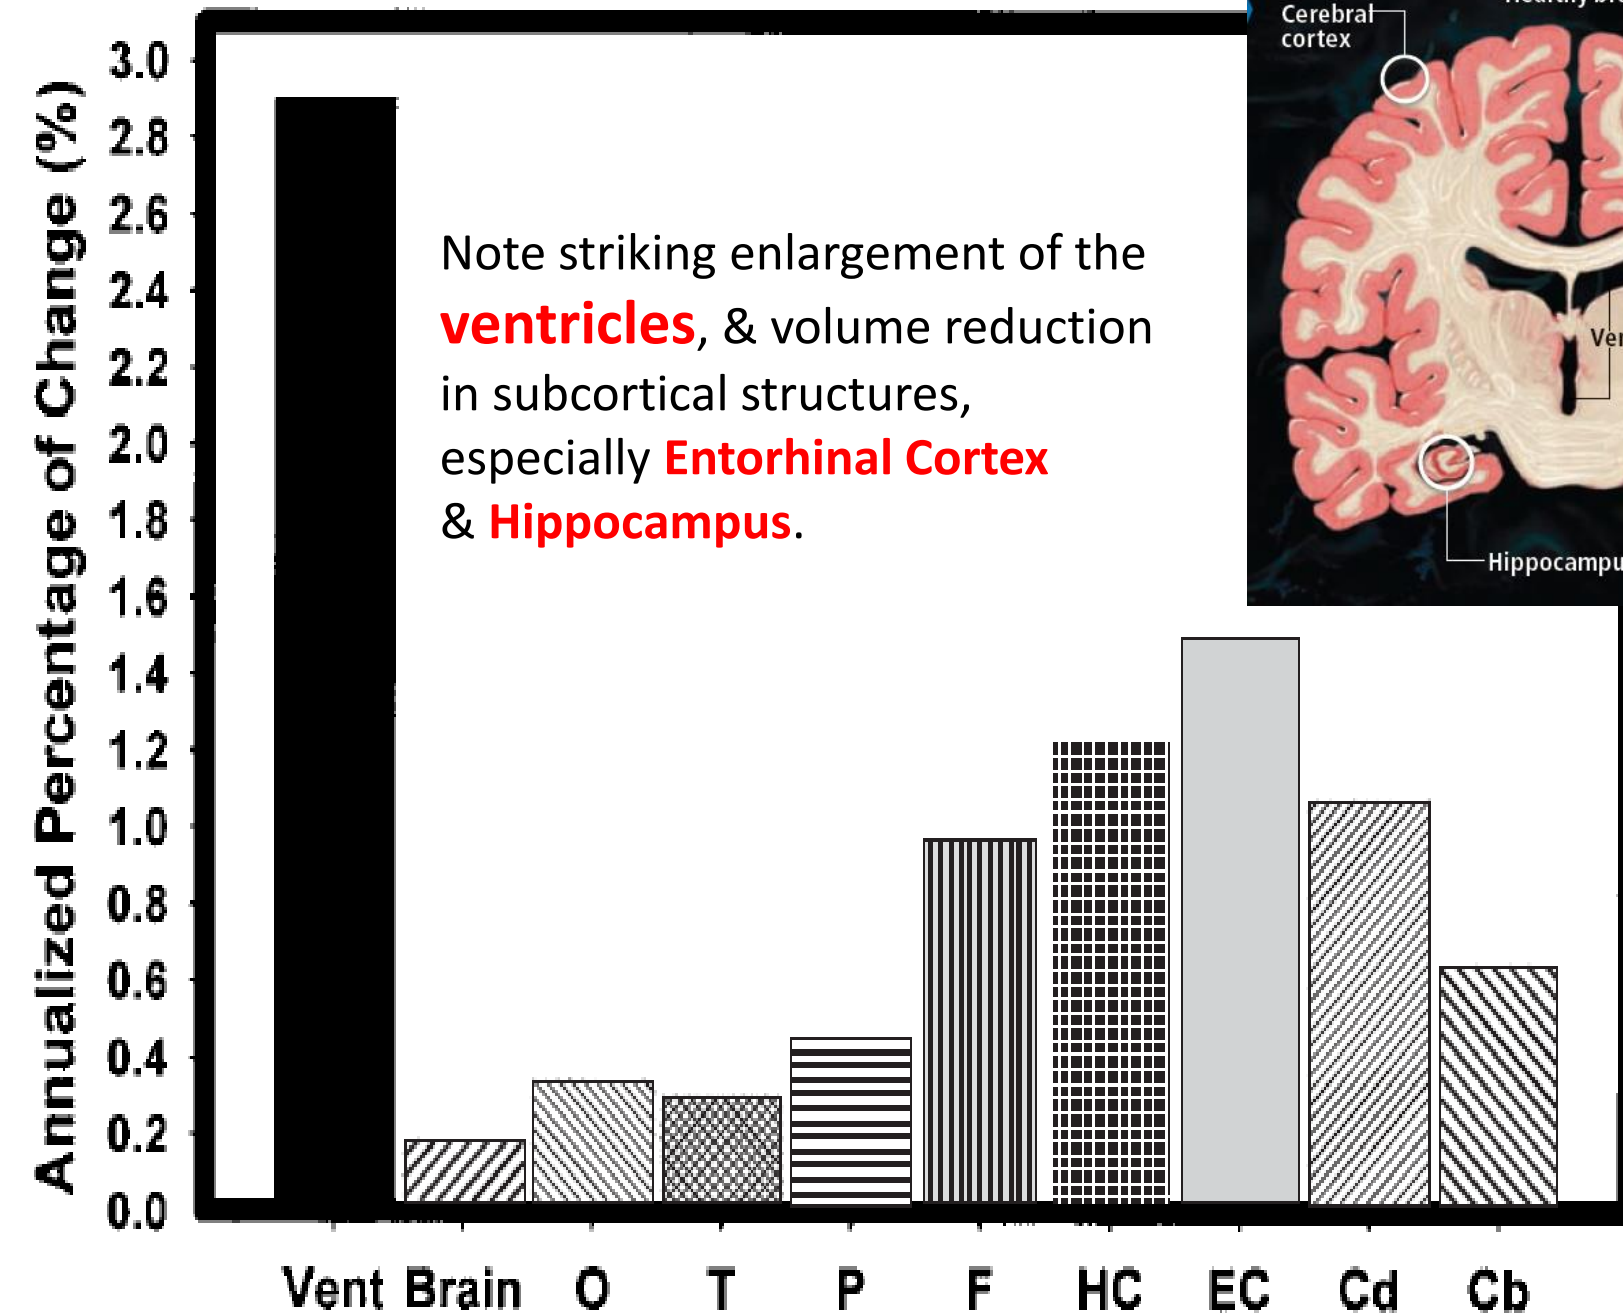 Annualized Percentage of Change (%)
3.0
2.8
2.6
2.4
2.2
2.0
1.8
1.6
1.4
1.2
1.0
0.8
0.6
0.4
0.2
0.0
Note striking enlargement of the
ventricles, & volume reduction
in subcortical structures,
especially Entorhinal Cortex
& Hippocampus.
Cerebral
cortex
Vent Brain O T P F HC EC Cd Cb